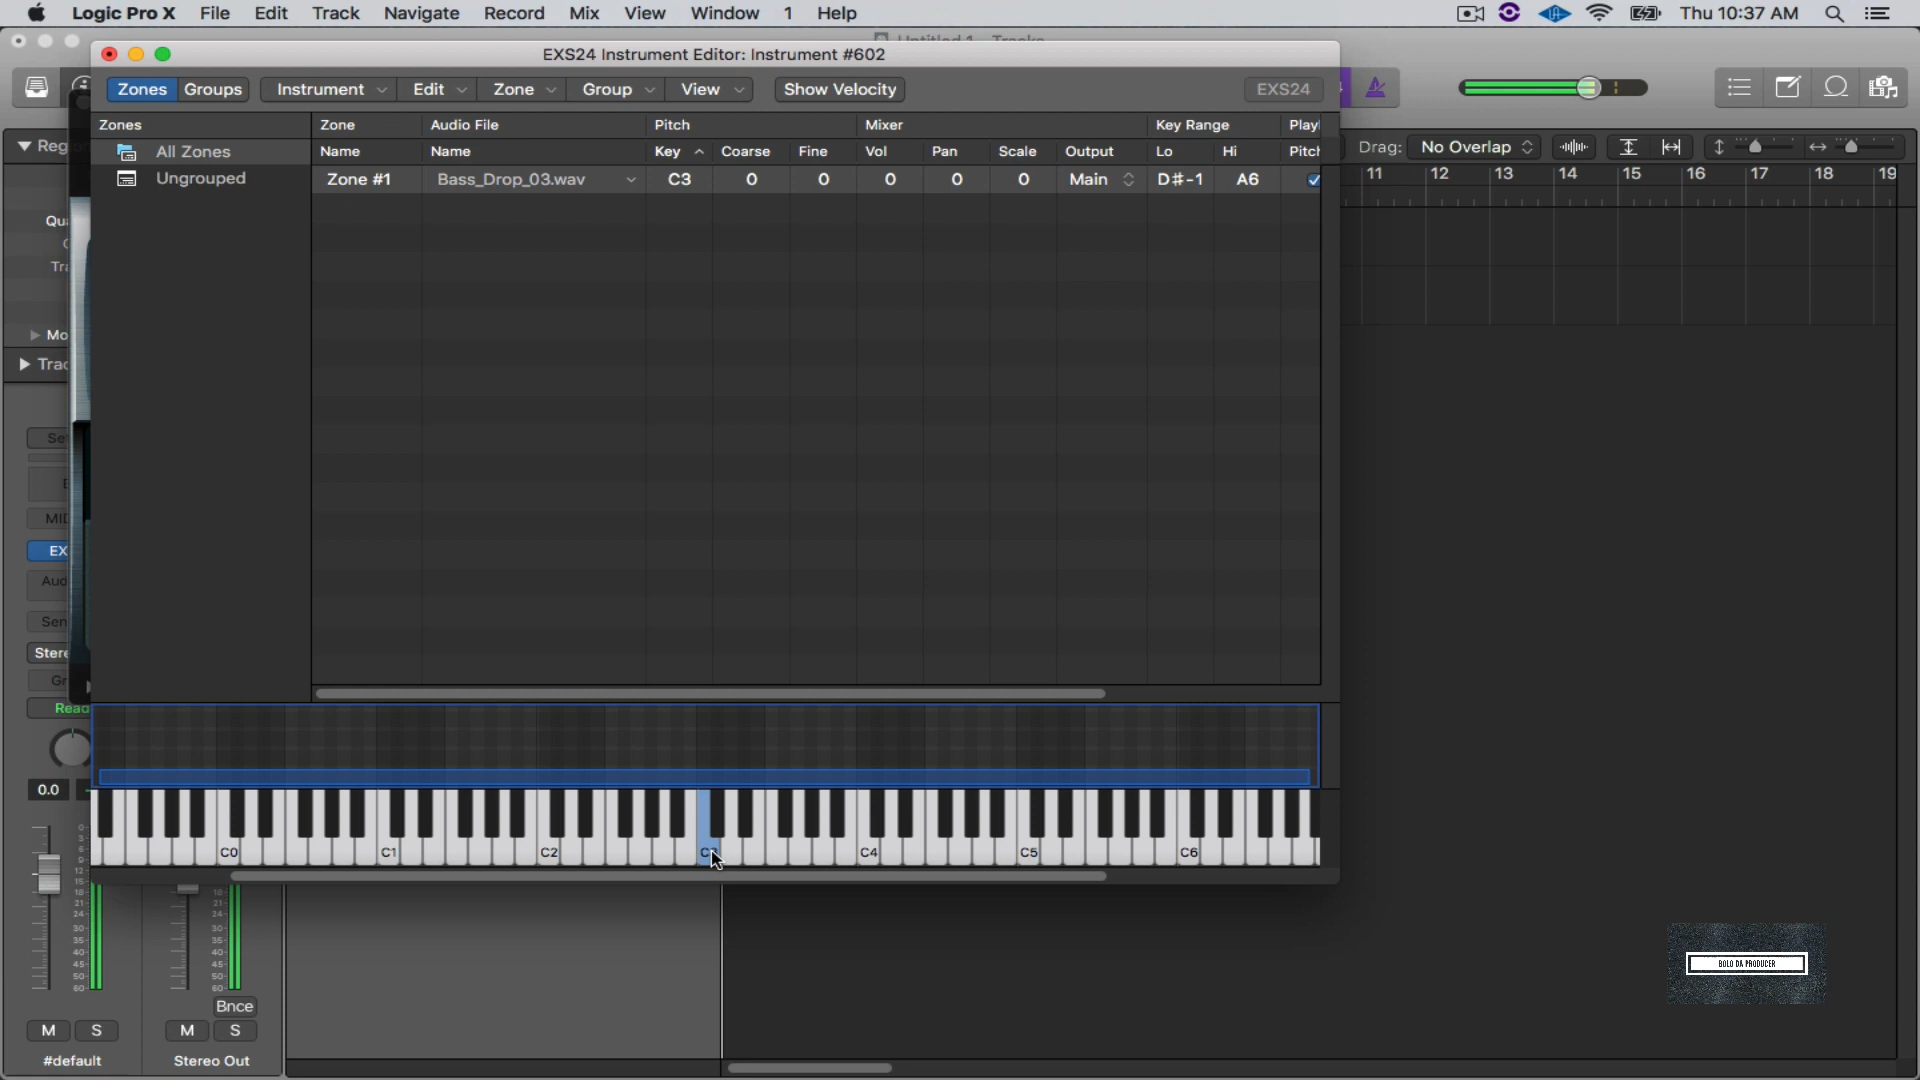 Logic Pro X File Edit Track Navigate Record Mix View Window 1 Help Thu 10:37 AM
EXS24 Instrument Editor: Instrument #602
Zones Groups Instrument Edit Zone Group View Show Velocity EXS24
Zones Zone Audio File Pitch Mixer Key Range
All Zones Name Name Key Coarse Fine Vol Pan Scale Output Lo Hi
Ungrouped Zone #1 Bass_Drop_03.wav C3 0 0 0 0 0 Main D#-1 A6
Drag: No Overlap
11 12 13 14 15 16 17 18 19
Read
0.0
C0 C1 C2 C4 C5 C6
Bnce
M S M S
#default Stereo Out
BOLO DA PRODUCER